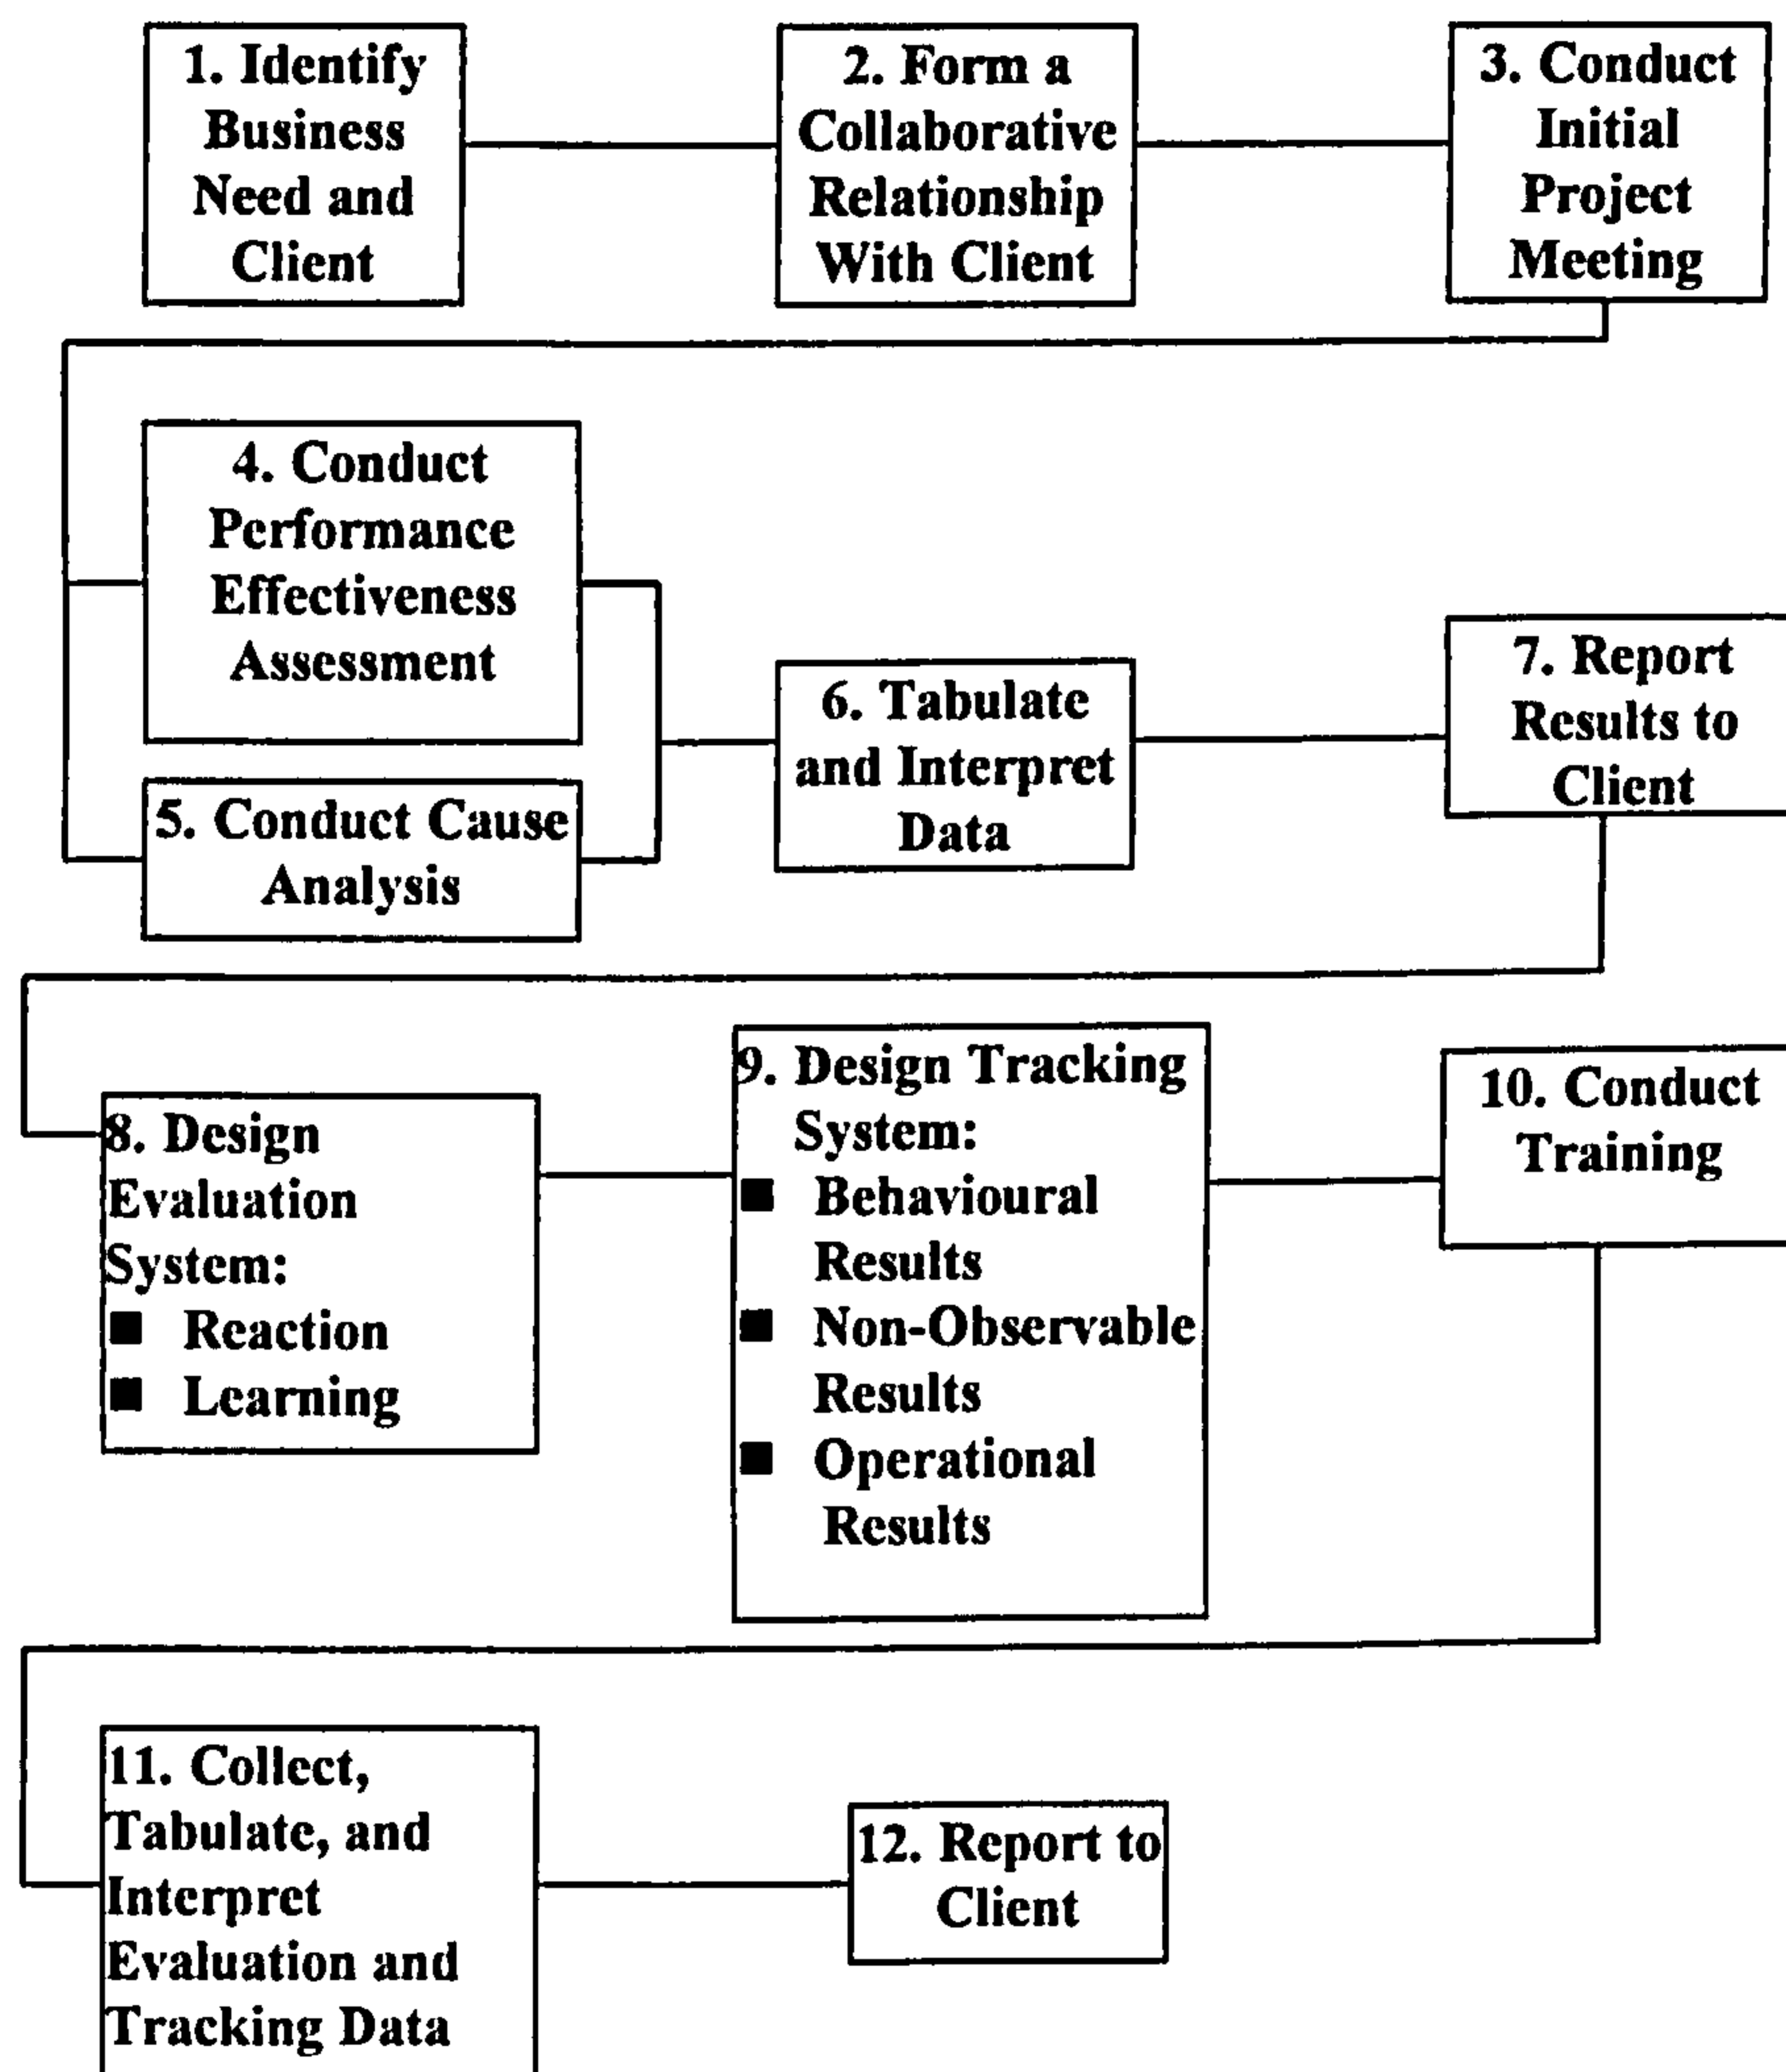 1. Identify
Business
Need and
Client
2. Form a
Collaborative
Relationship
With Client
3. Conduct
Initial
Project
Meeting
4. Conduct
Performance
Effectiveness
Assessment
5. Conduct Cause
Analysis
6. Tabulate
and Interpret
Data
7. Report
Results to
Client
8. Design
Evaluation
System:
■ Reaction
■ Learning
9. Design Tracking
System:
■ Behavioural
Results
■ Non-Observable
Results
■ Operational
Results
10. Conduct
Training
11. Collect,
Tabulate, and
Interpret
Evaluation and
Tracking Data
12. Report to
Client